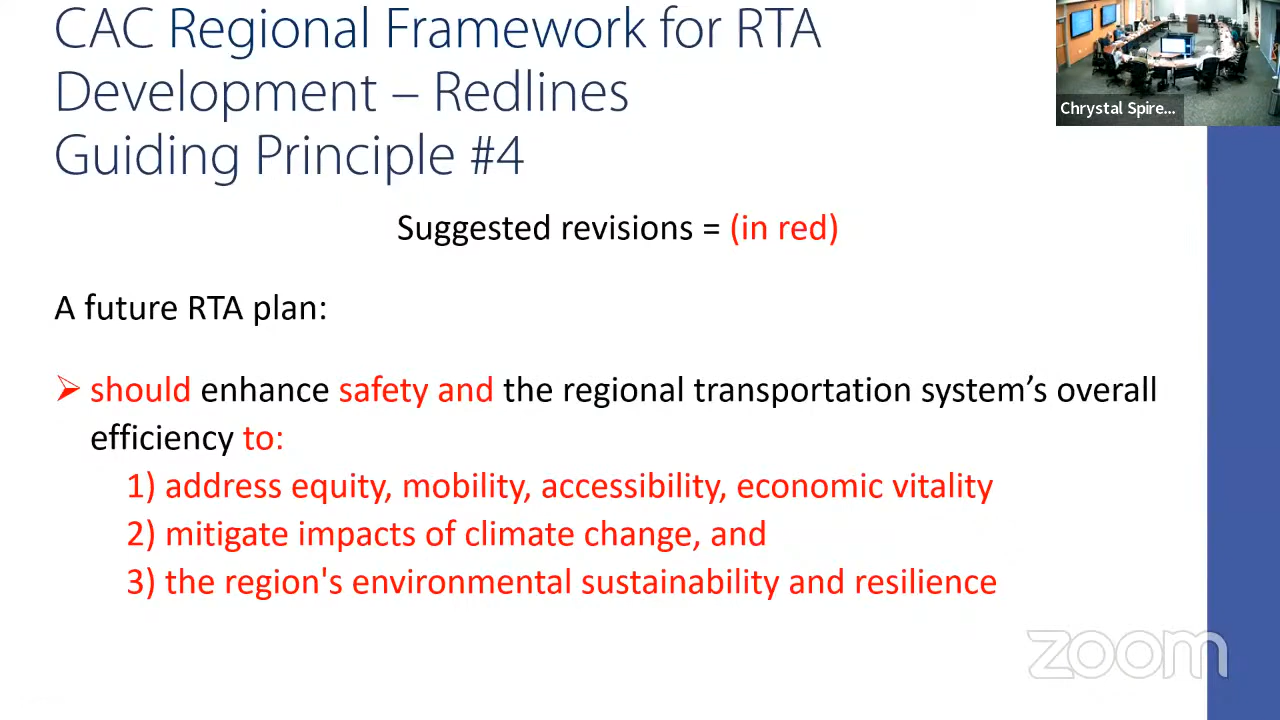 CAC Regional Framework for RTA
Development – Redlines
Guiding Principle #4
Chrystal Spire...
Suggested revisions = (in red)
A future RTA plan:
should enhance safety and the regional transportation system’s overall
efficiency to:
1) address equity, mobility, accessibility, economic vitality
2) mitigate impacts of climate change, and
3) the region's environmental sustainability and resilience
zoom